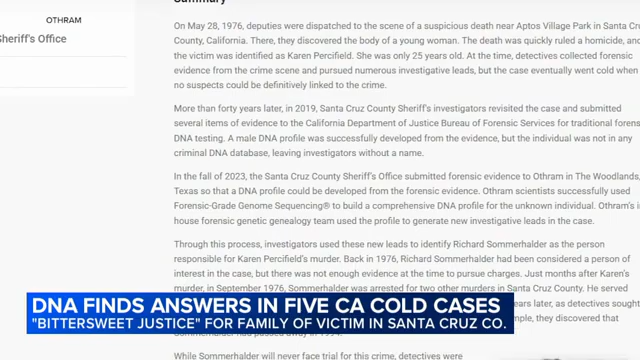 OTHRAM
Sheriff's Office
Summary
On May 28, 1976, deputies were dispatched to the scene of a suspicious death near Aptos Village Park in Santa Cruz
County, California. There, they discovered the body of a young woman. The death was quickly ruled a homicide, and
the victim was identified as Karen Percifield. She was only 25 years old. At the time, detectives collected forensic
evidence from the crime scene and pursued numerous investigative leads, but the case eventually went cold when
no suspects could be definitively linked to the crime.
More than forty years later, in 2019, Santa Cruz County Sheriff's investigators revisited the case and submitted
several items of evidence to the California Department of Justice Bureau of Forensic Services for traditional forensic
DNA testing. A male DNA profile was successfully developed from the evidence, but the individual was not in any
criminal DNA database, leaving investigators without a name.
In the fall of 2023, the Santa Cruz County Sheriff's Office submitted forensic evidence to Othram in The Woodlands,
Texas so that a DNA profile could be developed from the forensic evidence. Othram scientists successfully used
Forensic-Grade Genome Sequencing® to build a comprehensive DNA profile for the unknown individual. Othram's in-
house forensic genetic genealogy team used the profile to generate new investigative leads in the case.
Through this process, investigators used these new leads to identify Richard Sommerhalder as the person
responsible for Karen Percifield's murder. Back in 1976, Richard Sommerhalder had been considered a person of
interest in the case, but there was not enough evidence at the time to pursue charges. Just months after Karen's
murder, in September 1976, Sommerhalder was arrested for two other murders in Santa County. He served
years later, as detectives sought
they discovered that
While Sommerhalder will never face trial for this crime, detectives were
DNA FINDS ANSWERS IN FIVE CA COLD CASES
"BITTERSWEET JUSTICE" FOR FAMILY OF VICTIM IN SANTA CRUZ CO.